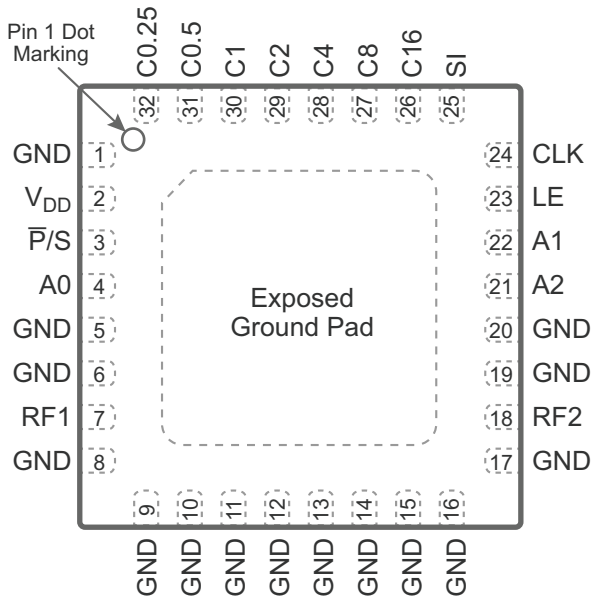 Pin 1 Dot
Marking
C0.25
C0.5
C1
C2
C4
C8
C16
SI
32
31
30
29
28
27
26
25
GND 1
V_DD 2
P̅/S 3
A0 4
GND 5
GND 6
RF1 7
GND 8
24 CLK
23 LE
22 A1
21 A2
20 GND
19 GND
18 RF2
17 GND
Exposed
Ground Pad
9
10
11
12
13
14
15
16
GND
GND
GND
GND
GND
GND
GND
GND